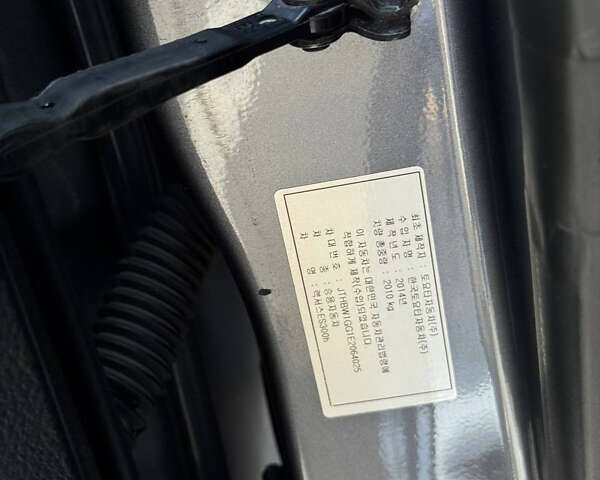 최초 제작자 : 토요타자동차(주)
수입자명 : 한국토요타자동차(주)
제작년도 : 2014년
차량총중량 : 2010 kg
이 자동차는 대한민국 자동차관리법령에
적합하게 제작(수입)되었습니다.
차대번호 : JTHBW1GG1E2064025
차종 : 승용자동차
차명 : 렉서스ES300h